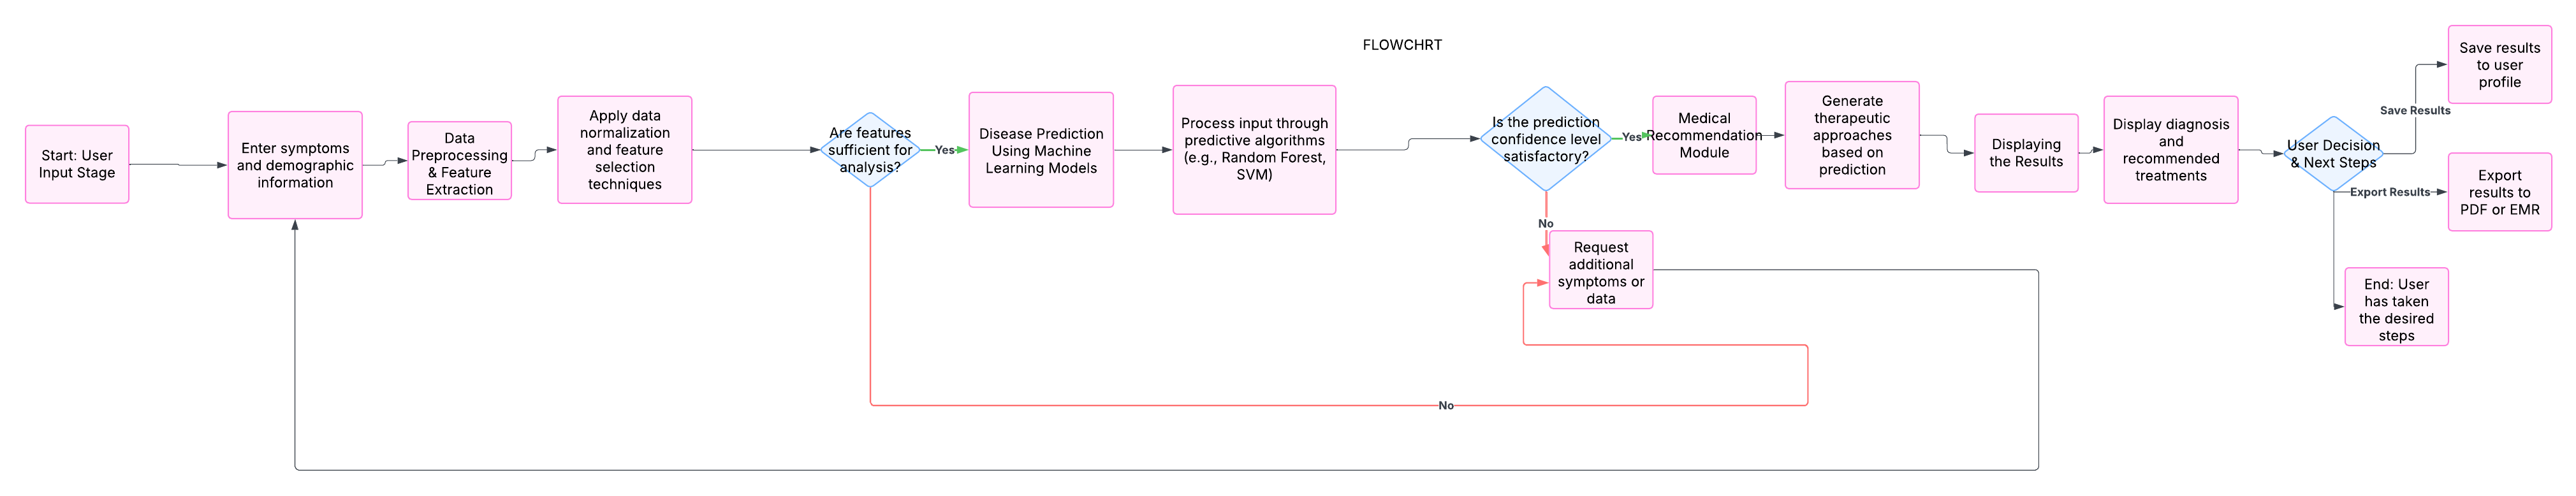 FLOWCHRT
Start: User
Input Stage
Enter symptoms
and demographic
information
Data
Preprocessing
& Feature
Extraction
Apply data
normalization
and feature
selection
techniques
Are features
sufficient for
analysis?
Yes
Disease Prediction
Using Machine
Learning Models
Process input through
predictive algorithms
(e.g., Random Forest,
SVM)
Is the prediction
confidence level
satisfactory?
Yes
Medical
Recommendation
Module
Generate
therapeutic
approaches
based on
prediction
Displaying
the Results
Display diagnosis
and
recommended
treatments
User Decision
& Next Steps
Save Results
Save results
to user
profile
Export Results
Export
results to
PDF or EMR
End: User
has taken
the desired
steps
No
Request
additional
symptoms or
data
No